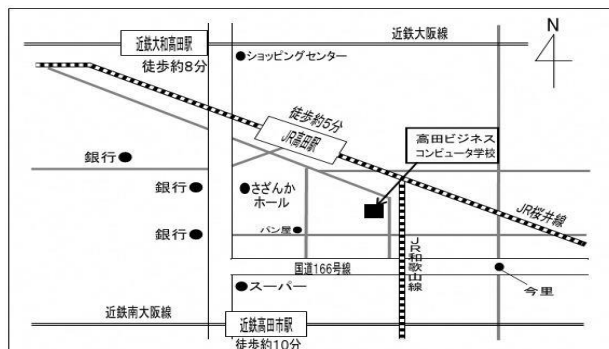 近鉄大和高田駅
徒歩約8分
近鉄大阪線
N
ショッピングセンター
徒歩約5分
JR高田駅
高田ビジネス
コンピュータ学校
銀行
銀行
さざんか
ホール
JR桜井線
銀行
パン屋
JR和歌山線
国道166号線
スーパー
今里
近鉄南大阪線
近鉄高田市駅
徒歩約10分